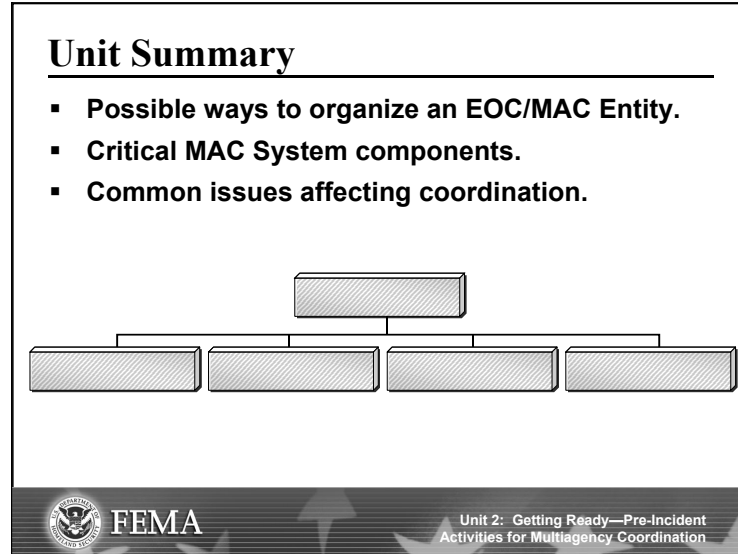 Unit Summary
▪ Possible ways to organize an EOC/MAC Entity.
▪ Critical MAC System components.
▪ Common issues affecting coordination.
FEMA
Unit 2: Getting Ready—Pre-Incident
Activities for Multiagency Coordination